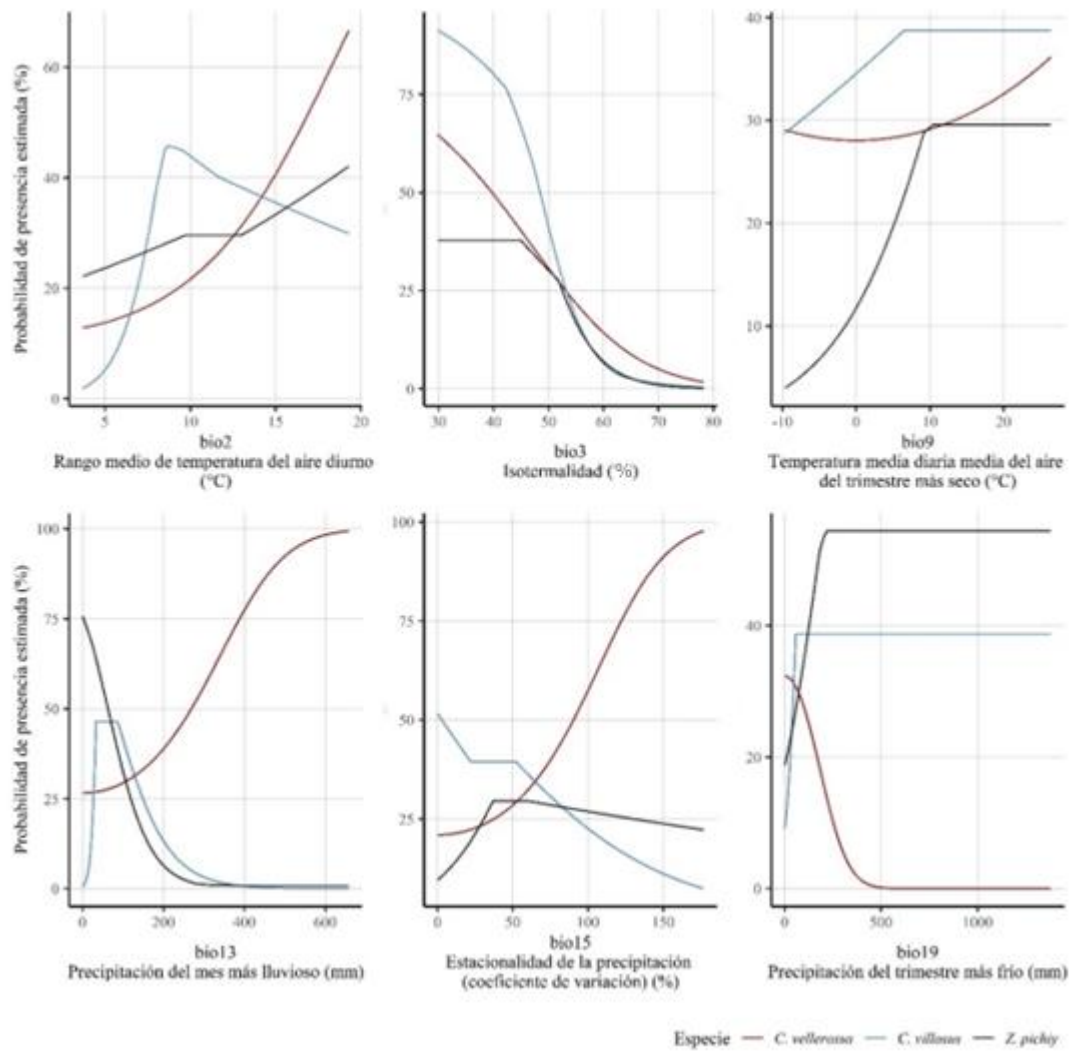 Probabilidad de presencia estimada (%)
60
40
20
0
5
10
15
20
bio2
Rango medio de temperatura del aire diurno
(°C)
75
50
25
0
30
40
50
60
70
80
bio3
Isotermalidad (%)
40
30
20
10
-10
0
10
20
bio9
Temperatura media diaria media del aire
del trimestre más seco (°C)
Probabilidad de presencia estimada (%)
100
75
50
25
0
0
200
400
600
bio13
Precipitación del mes más lluvioso (mm)
100
75
50
25
0
50
100
150
bio15
Estacionalidad de la precipitación
(coeficiente de variación) (%)
40
20
0
0
500
1000
bio19
Precipitación del trimestre más frío (mm)
Especie C. vellerosus C. villosus Z. pichiy